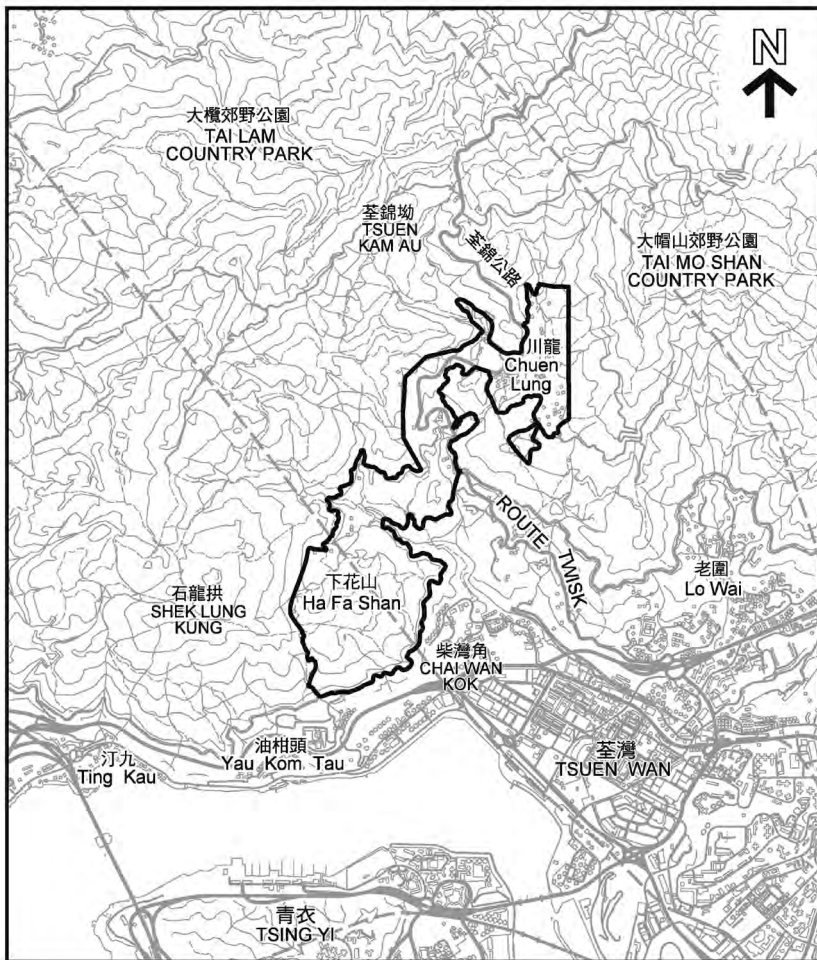 N
大欖郊野公園
TAI LAM
COUNTRY PARK
荃錦坳
TSUEN
KAM AU
荃錦公路
大帽山郊野公園
TAI MO SHAN
COUNTRY PARK
川龍
Chuen
Lung
ROUTE TWISK
老圍
Lo Wai
下花山
Ha Fa Shan
石龍拱
SHEK LUNG
KUNG
柴灣角
CHAI WAN
KOK
油柑頭
Yau Kom Tau
汀九
Ting Kau
荃灣
TSUEN WAN
青衣
TSING YI